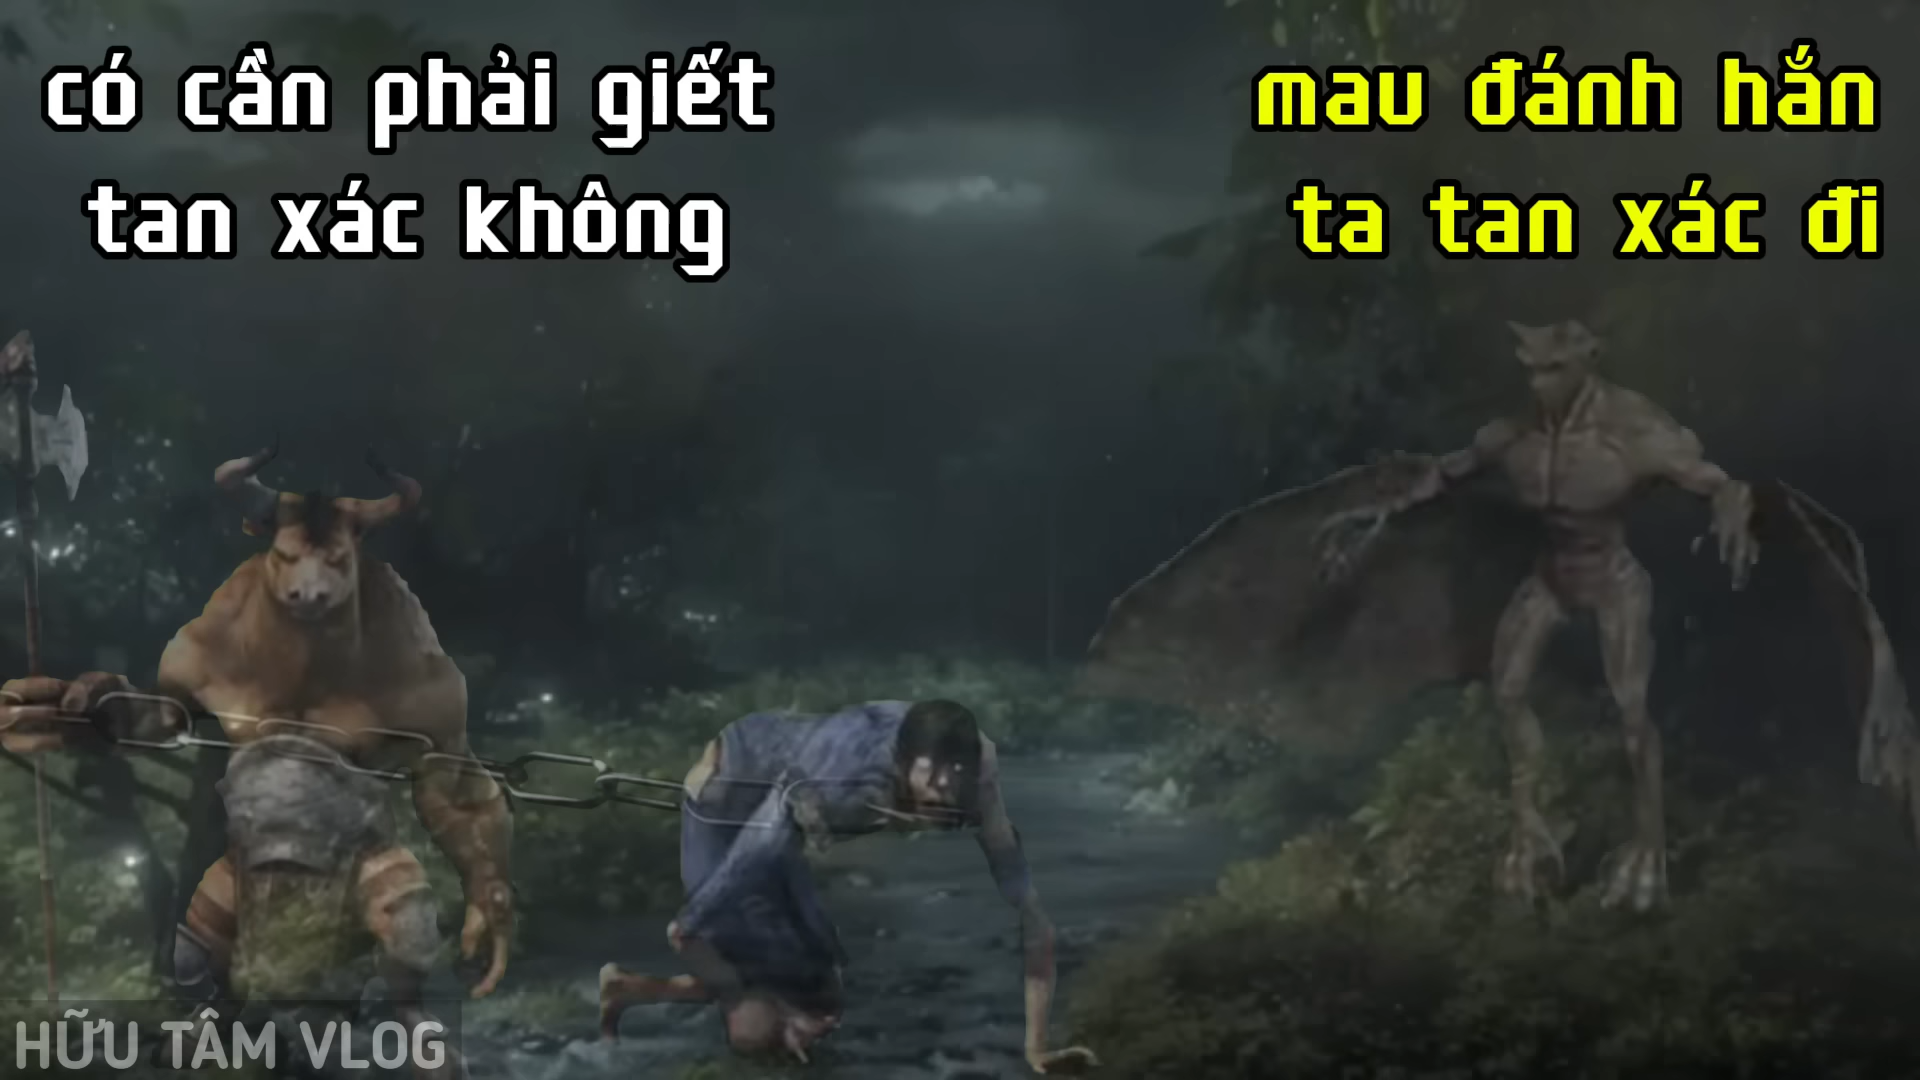 có cần phải giết
tan xác không
mau đánh hắn
ta tan xác đi
HỮU TÂM VLOG